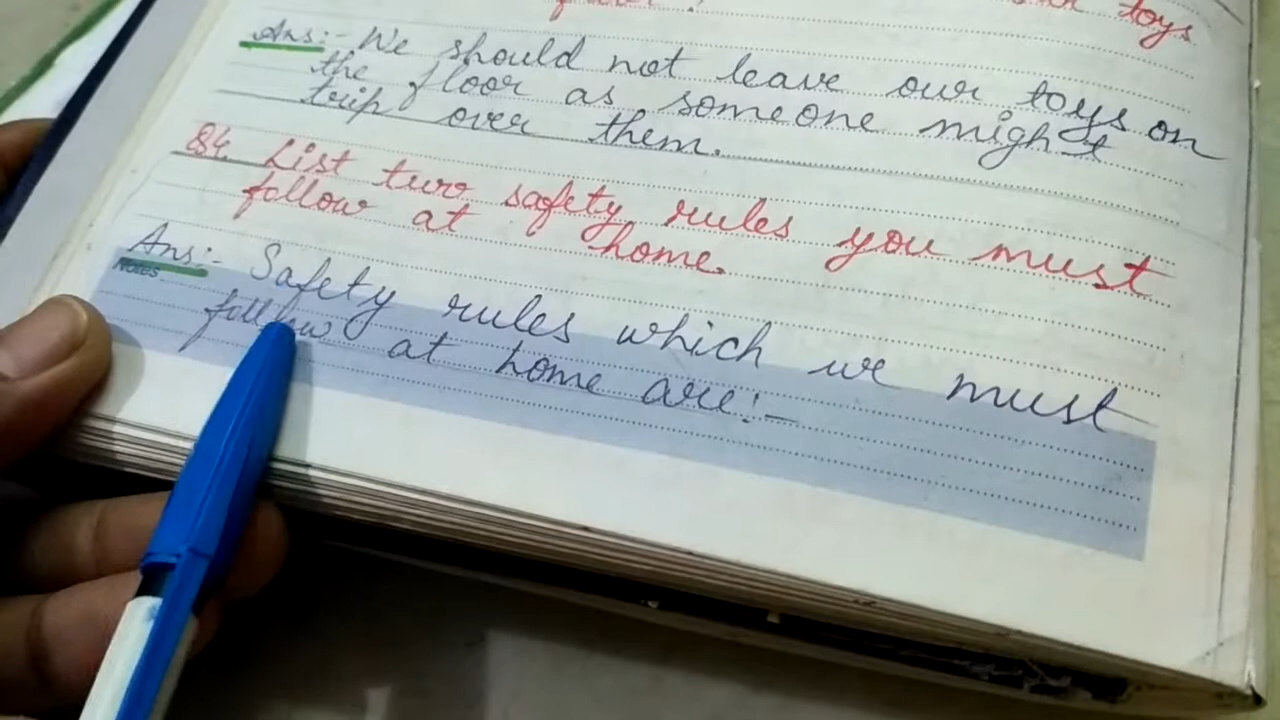 toys
Ans:- We should not leave our toys on
the floor as someone might
trip over them.
Q4. List two safety rules you must
follow at home.
Ans:- Safety rules which we must
Notes
follow at home are:-